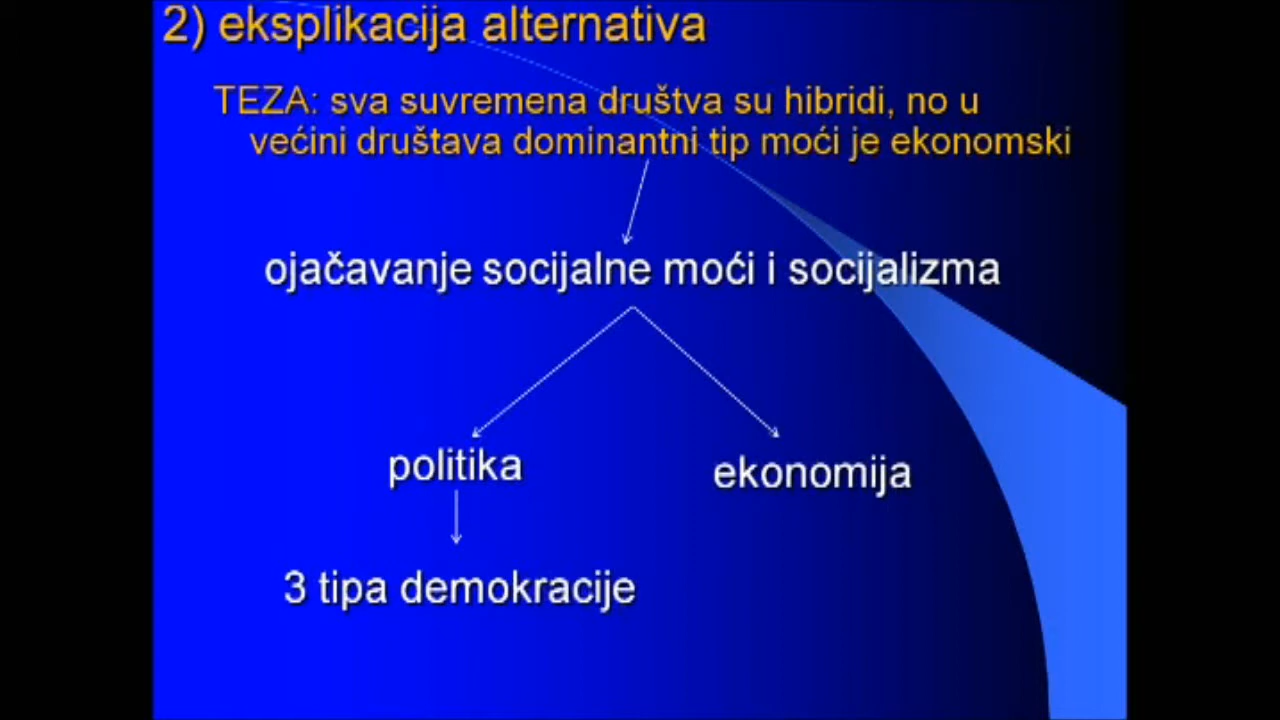 2) eksplikacija alternativa
TEZA: sva suvremena društva su hibridi, no u
većini društava dominantni tip moći je ekonomski
ojačavanje socijalne moći i socijalizma
politika
ekonomija
3 tipa demokracije